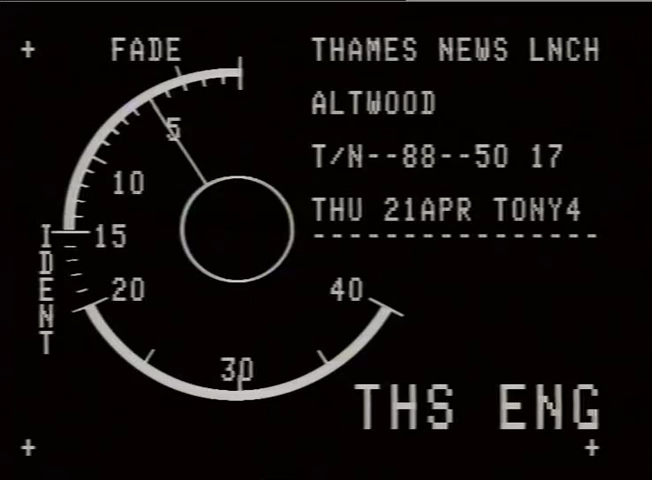 FADE
THAMES NEWS LNCH
ALTWOOD
T/N--88--50 17
THU 21APR TONY4
----------------
5
10
15
20
30
40
IDENT
THS ENG